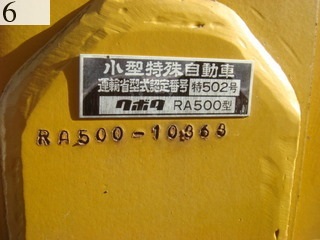 6
小型特殊自動車
運輸省型式認定番号 特502号
クボタ RA500型
RA500-10363